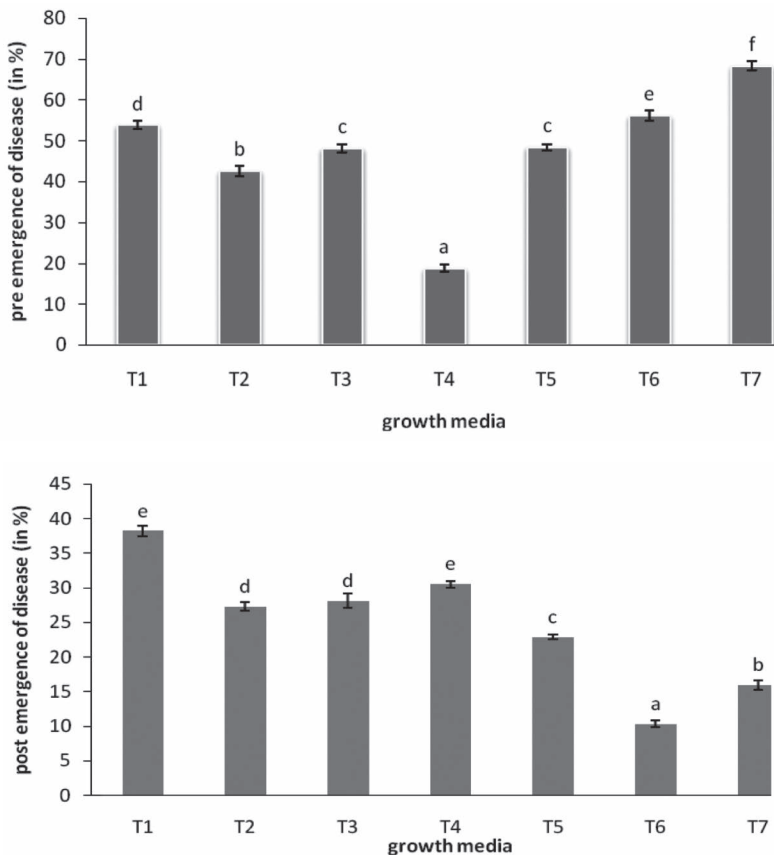 pre emergence of disease (in %)
80
70
60
50
40
30
20
10
0
d
b
c
a
c
e
f
T1 T2 T3 T4 T5 T6 T7
growth media
post emergence of disease (in %)
45
40
35
30
25
20
15
10
5
0
e
d
d
e
c
a
b
T1 T2 T3 T4 T5 T6 T7
growth media